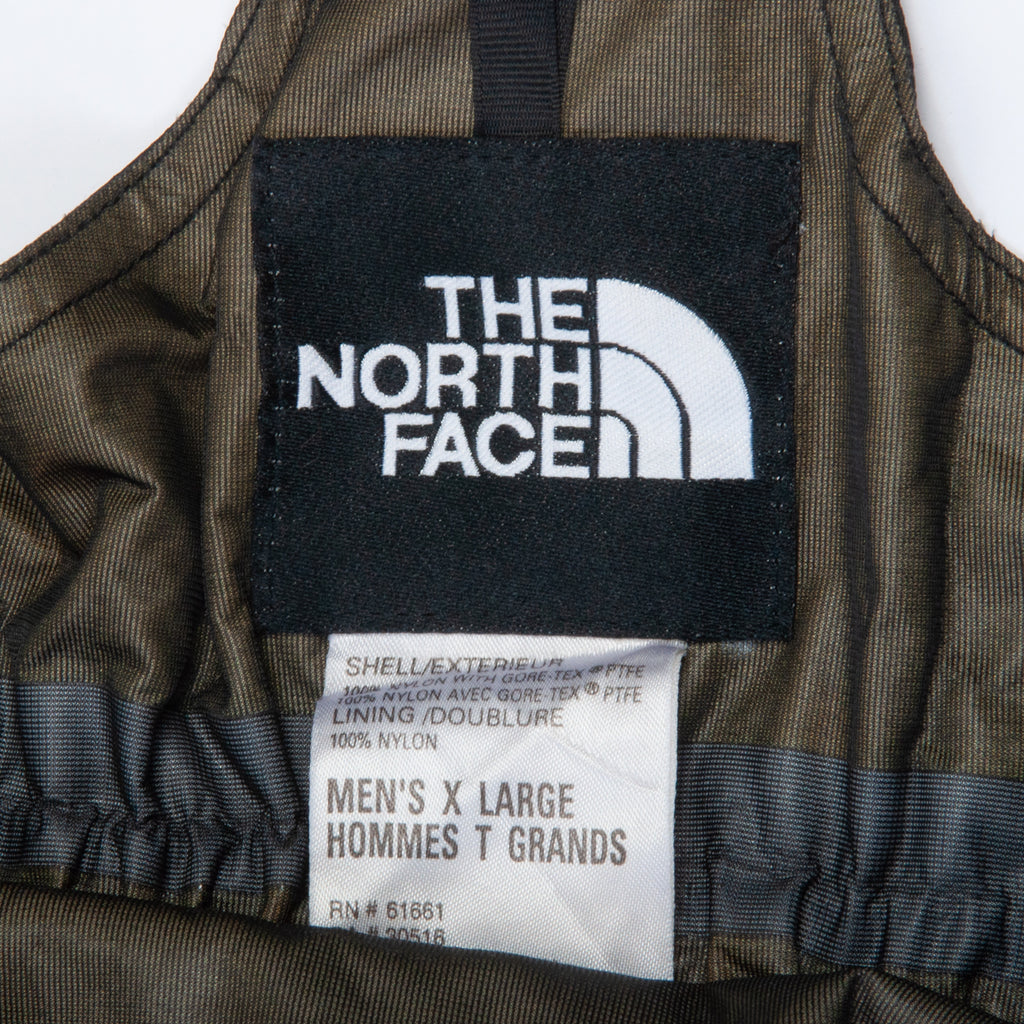 THE
NORTH
FACE
SHELL/EXTERIEUR
100% NYLON WITH GORE-TEX ® PTFE
100% NYLON AVEC GORE-TEX ® PTFE
LINING /DOUBLURE
100% NYLON
MEN'S X LARGE
HOMMES T GRANDS
RN # 61661
# 30516